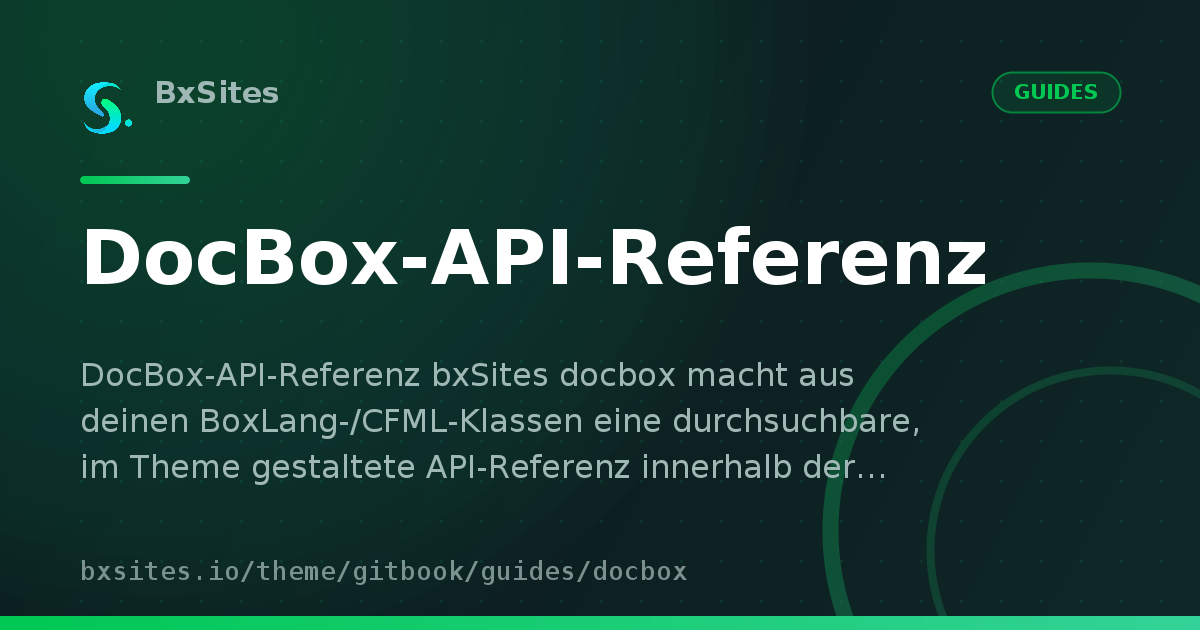 BxSites
GUIDES
DocBox-API-Referenz
DocBox-API-Referenz bxSites docbox macht aus
deinen BoxLang-/CFML-Klassen eine durchsuchbare,
im Theme gestaltete API-Referenz innerhalb der…
bxsites.io/theme/gitbook/guides/docbox